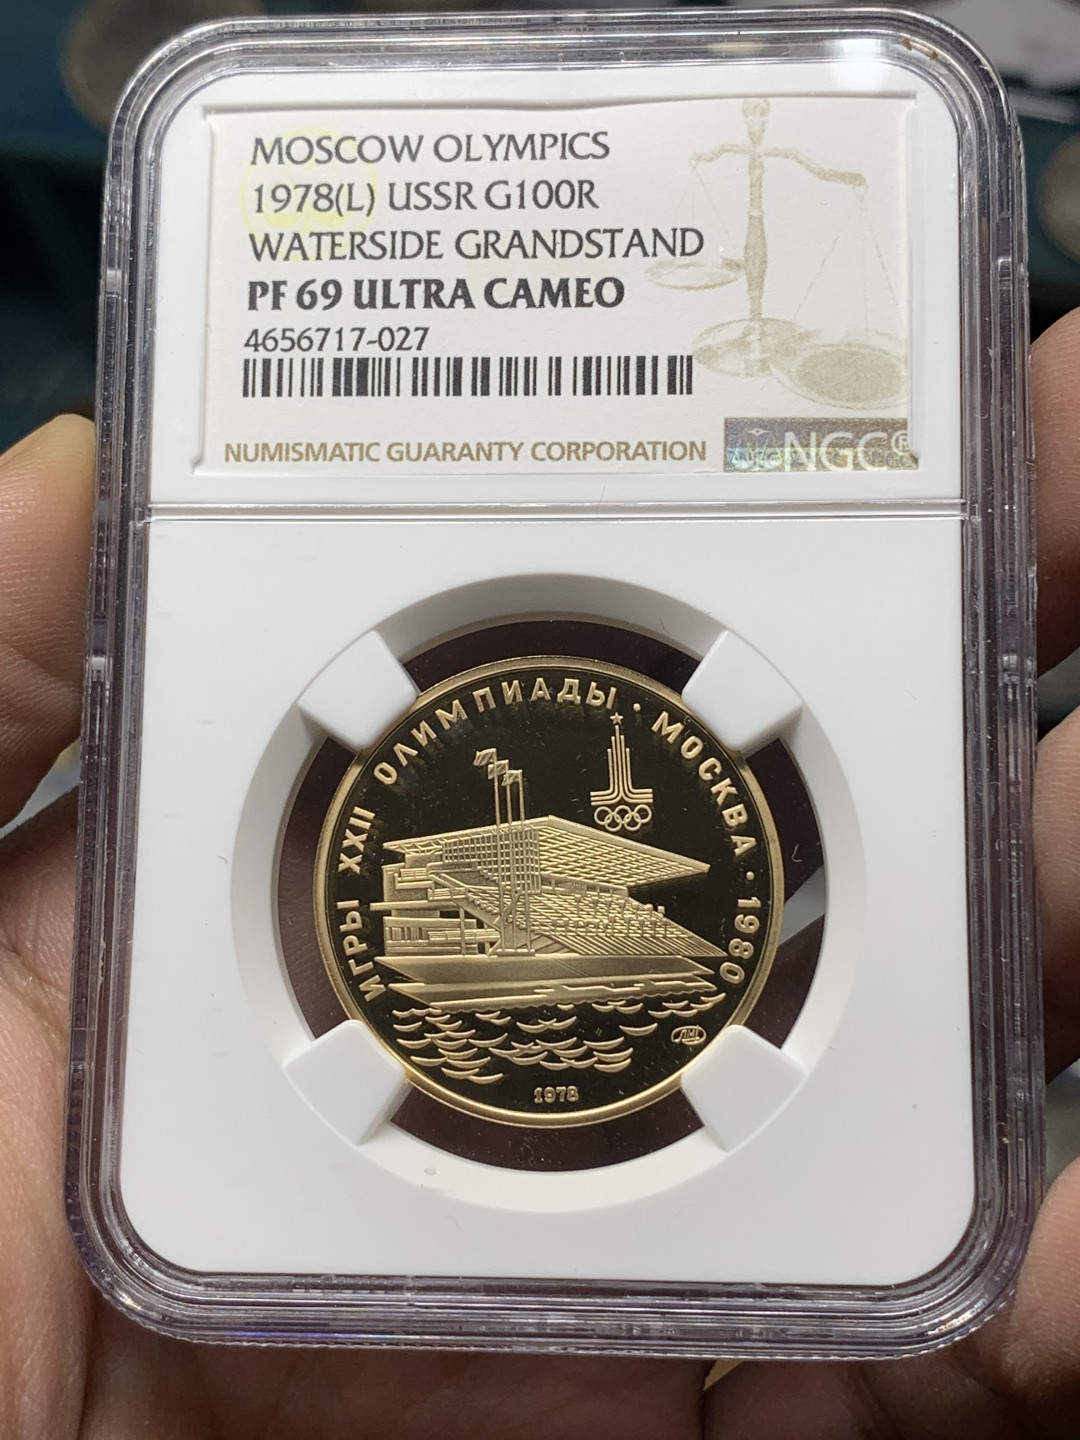 MOSCOW OLYMPICS
1978(L) USSR G100R
WATERSIDE GRANDSTAND
PF 69 ULTRA CAMEO
4656717-027
NUMISMATIC GUARANTY CORPORATION
NGC®
ИГРЫ XXII ОЛИМПИАДЫ · МОСКВА · 1980
ЛМД
1978